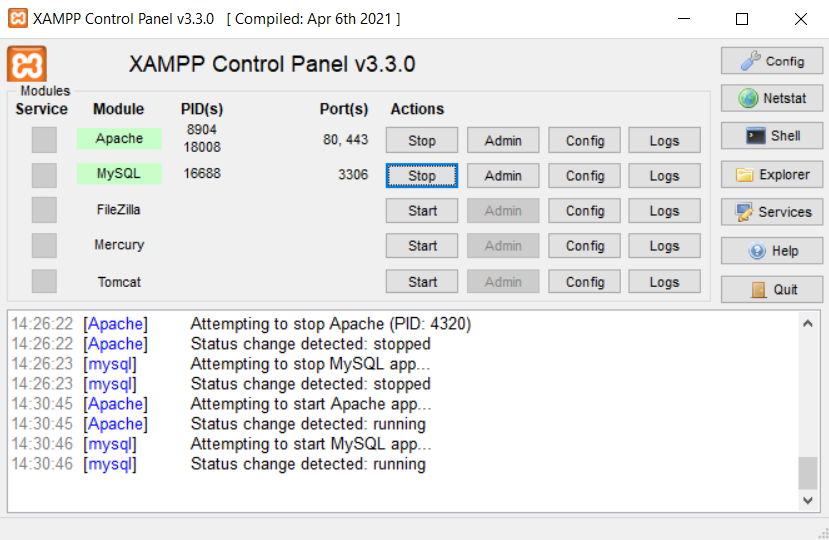 XAMPP Control Panel v3.3.0 [ Compiled: Apr 6th 2021 ]
XAMPP Control Panel v3.3.0
Config
Modules
Service Module PID(s) Port(s) Actions
Netstat
Apache 8904 18008 80, 443 Stop Admin Config Logs
Shell
MySQL 16688 3306 Stop Admin Config Logs
Explorer
FileZilla Start Admin Config Logs
Services
Mercury Start Admin Config Logs
Help
Tomcat Start Admin Config Logs
Quit
14:26:22 [Apache] Attempting to stop Apache (PID: 4320)
14:26:22 [Apache] Status change detected: stopped
14:26:23 [mysql] Attempting to stop MySQL app...
14:26:23 [mysql] Status change detected: stopped
14:30:45 [Apache] Attempting to start Apache app...
14:30:45 [Apache] Status change detected: running
14:30:46 [mysql] Attempting to start MySQL app...
14:30:46 [mysql] Status change detected: running